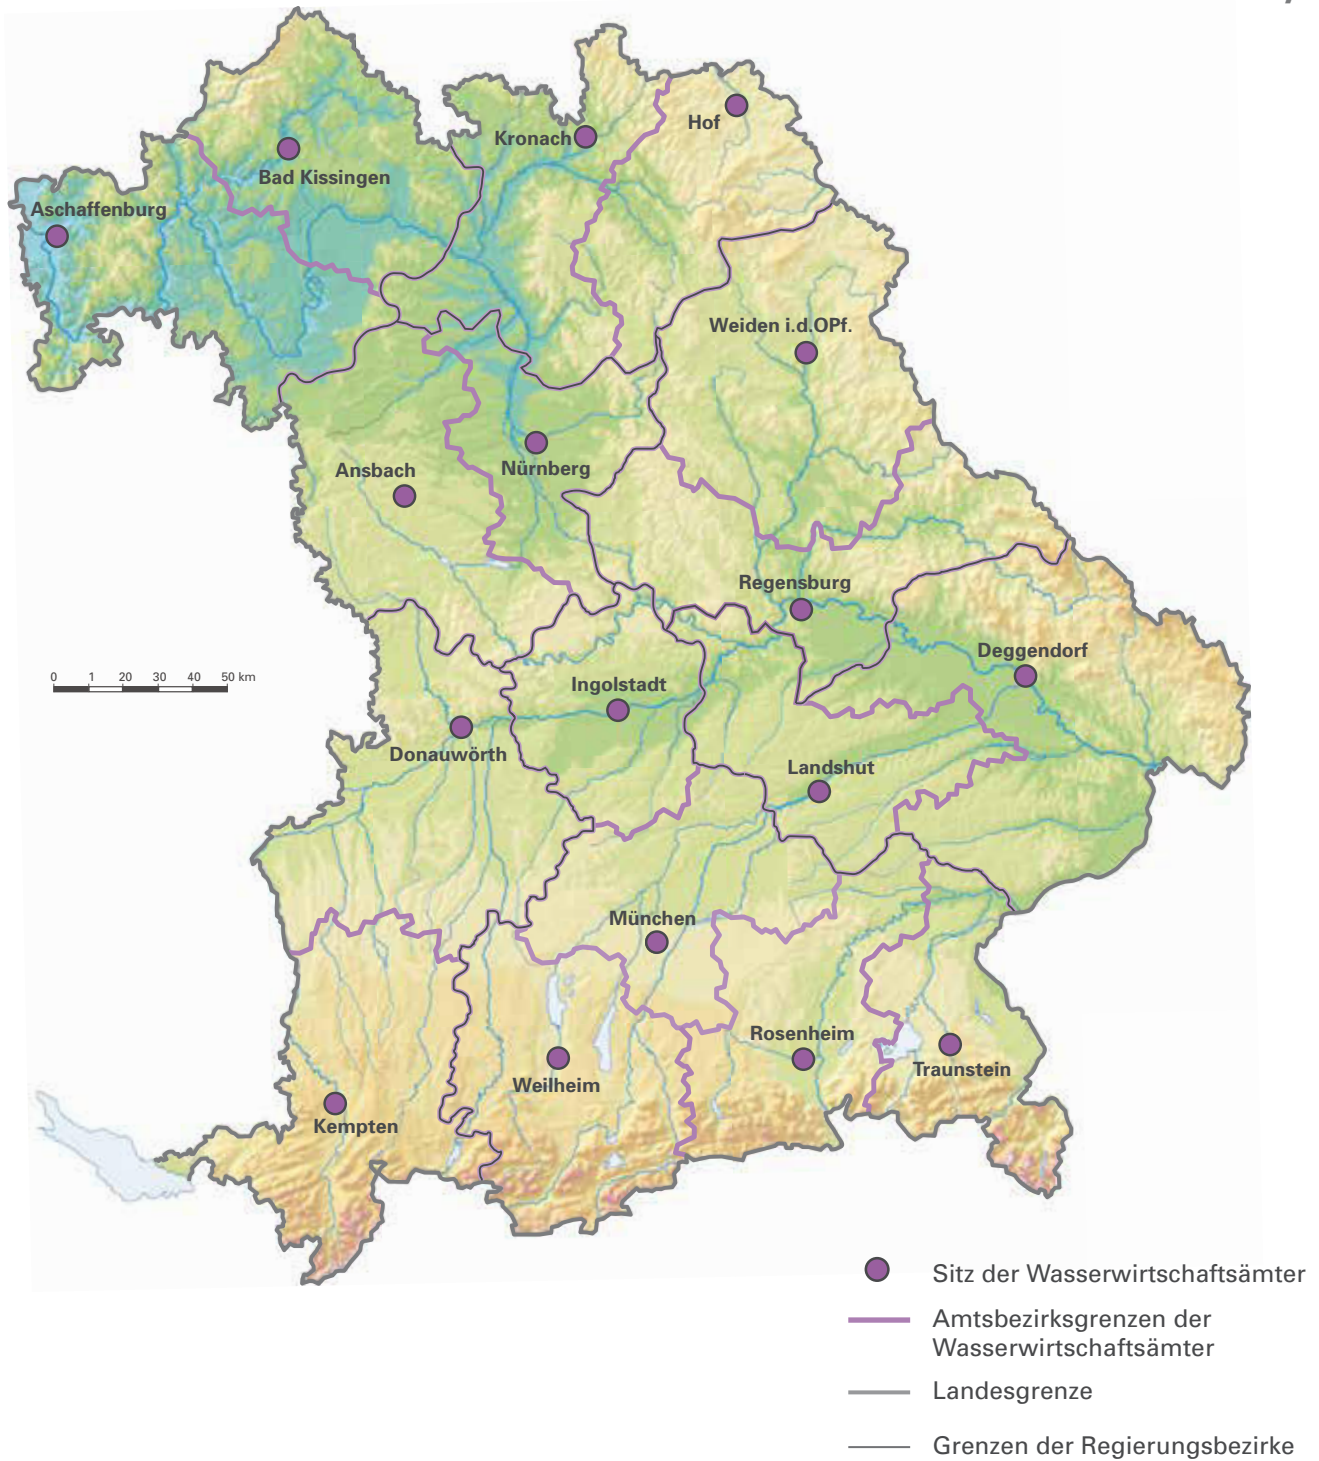 Hof
Kronach
Bad Kissingen
Aschaffenburg
Weiden i.d.OPf.
Ansbach
Nürnberg
Regensburg
Deggendorf
0 1 20 30 40 50 km
Ingolstadt
Donauwörth
Landshut
München
Rosenheim
Traunstein
Weilheim
Kempten
Sitz der Wasserwirtschaftsämter
Amtsbezirksgrenzen der
Wasserwirtschaftsämter
Landesgrenze
Grenzen der Regierungsbezirke